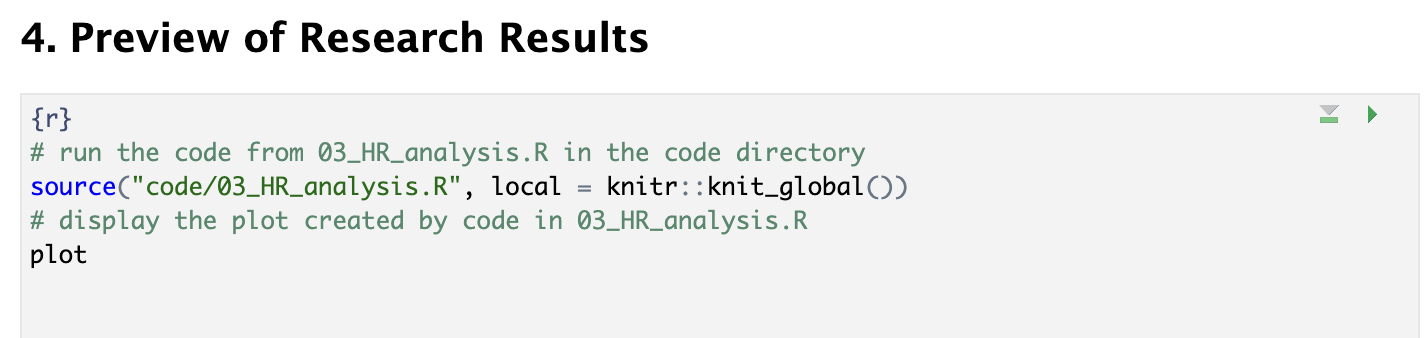 4. Preview of Research Results
{r}
# run the code from 03_HR_analysis.R in the code directory
source("code/03_HR_analysis.R", local = knitr::knit_global())
# display the plot created by code in 03_HR_analysis.R
plot